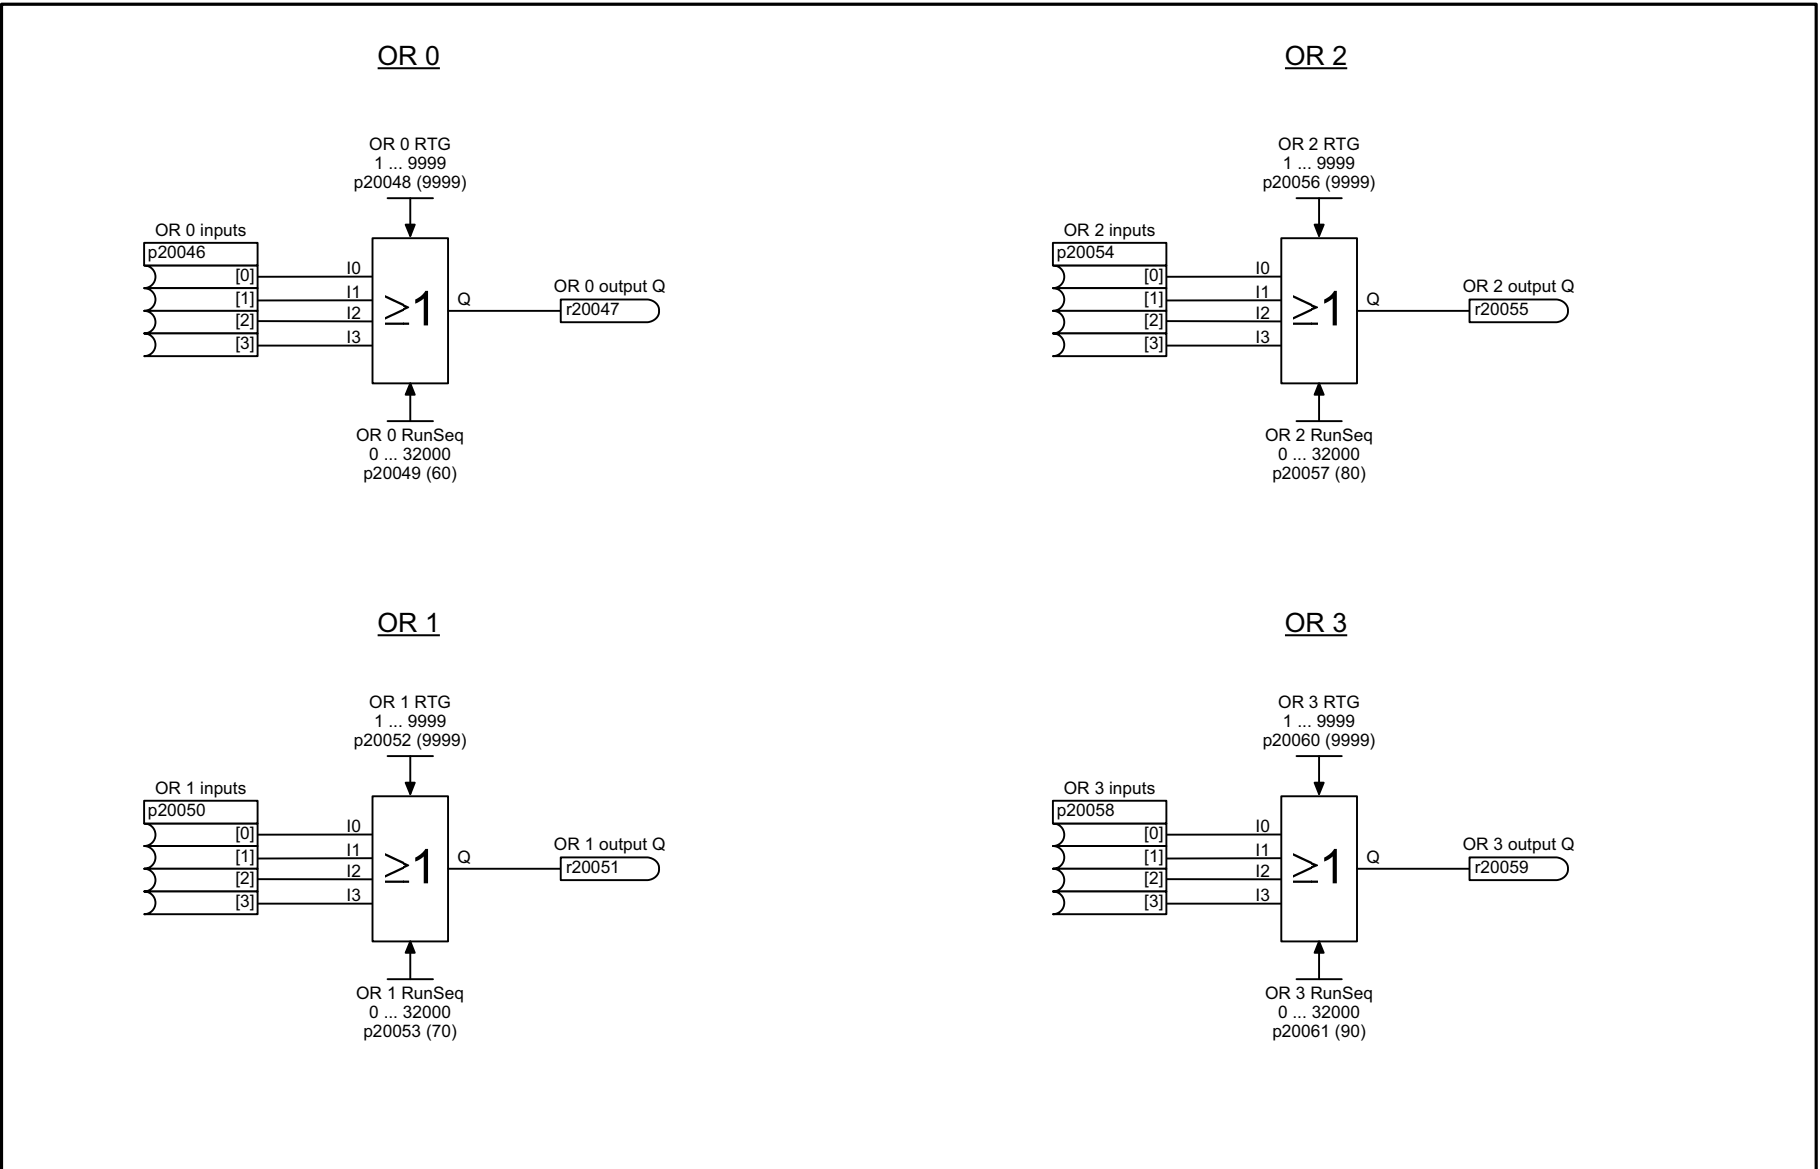 OR 0
OR 0 RTG
1 ... 9999
p20048 (9999)
OR 0 inputs
p20046
[0]
[1]
[2]
[3]
I0
I1
I2
I3
≥1
Q
OR 0 output Q
r20047
OR 0 RunSeq
0 ... 32000
p20049 (60)
OR 2
OR 2 RTG
1 ... 9999
p20056 (9999)
OR 2 inputs
p20054
[0]
[1]
[2]
[3]
I0
I1
I2
I3
≥1
Q
OR 2 output Q
r20055
OR 2 RunSeq
0 ... 32000
p20057 (80)
OR 1
OR 1 RTG
1 ... 9999
p20052 (9999)
OR 1 inputs
p20050
[0]
[1]
[2]
[3]
I0
I1
I2
I3
≥1
Q
OR 1 output Q
r20051
OR 1 RunSeq
0 ... 32000
p20053 (70)
OR 3
OR 3 RTG
1 ... 9999
p20060 (9999)
OR 3 inputs
p20058
[0]
[1]
[2]
[3]
I0
I1
I2
I3
≥1
Q
OR 3 output Q
r20059
OR 3 RunSeq
0 ... 32000
p20061 (90)